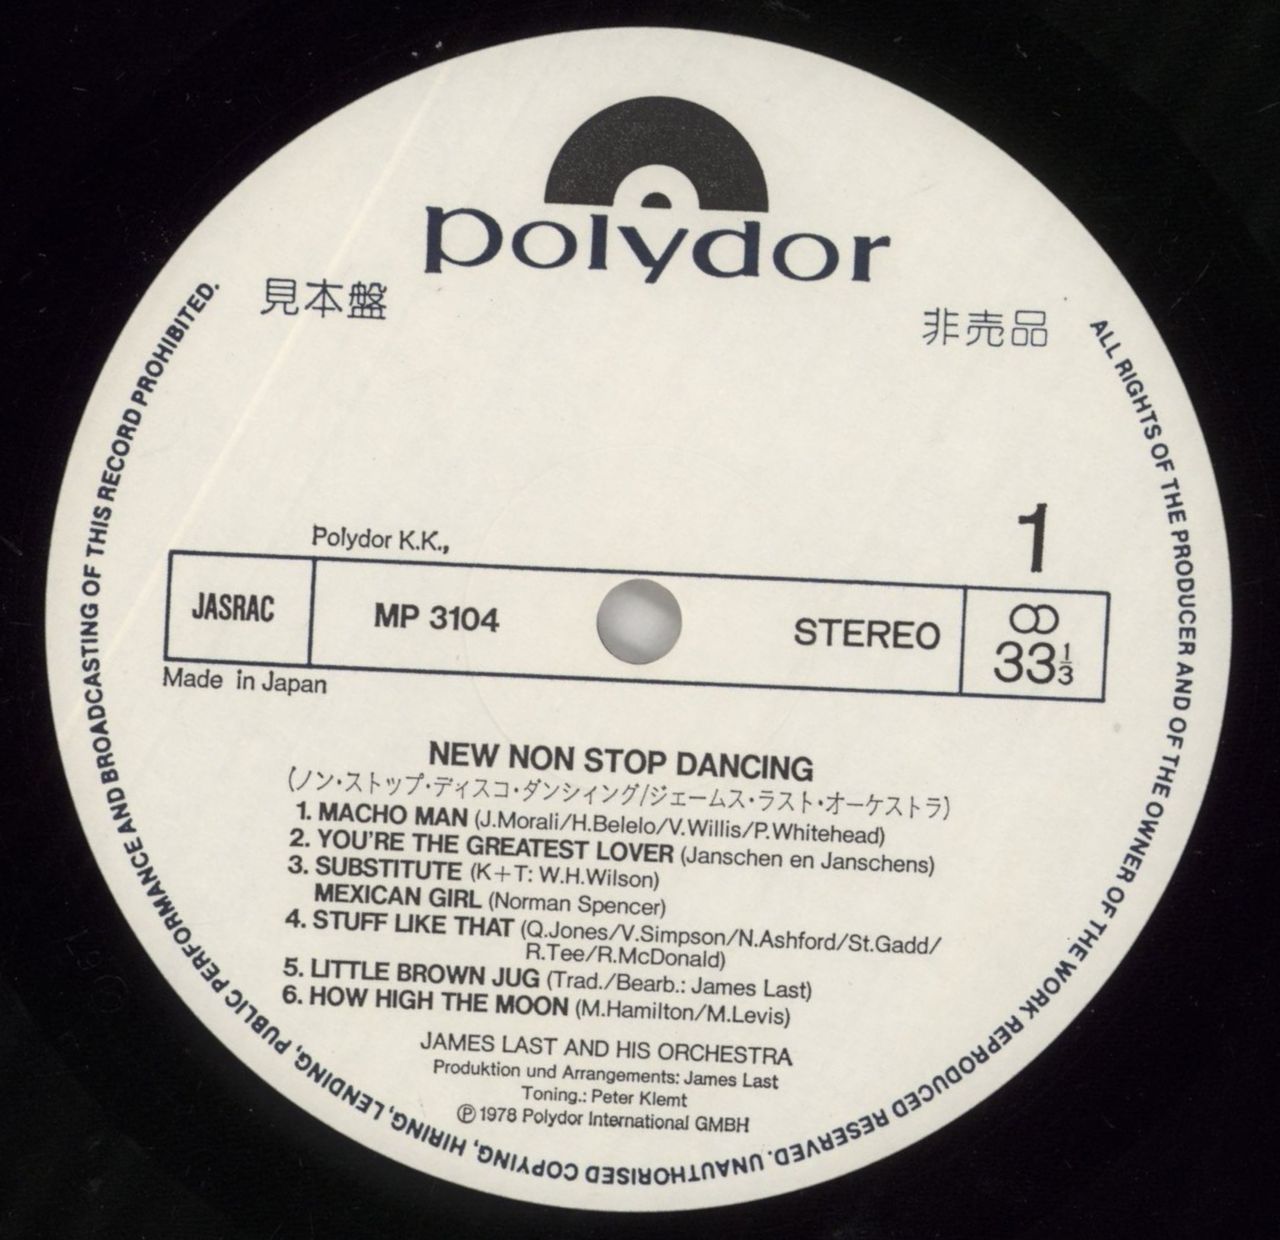 polydor
見本盤
非売品
1
Polydor K.K.,
JASRAC
MP 3104
STEREO
33 1/3
Made in Japan
NEW NON STOP DANCING
(ノン・ストップ・ディスコ・ダンシィング/ジェームス・ラスト・オーケストラ)
1. MACHO MAN (J.Morali/H.Belelo/V.Willis/P.Whitehead)
2. YOU'RE THE GREATEST LOVER (Janschen en Janschens)
3. SUBSTITUTE (K+T: W.H.Wilson)
MEXICAN GIRL (Norman Spencer)
4. STUFF LIKE THAT (Q.Jones/V.Simpson/N.Ashford/St.Gadd/
R.Tee/R.McDonald)
5. LITTLE BROWN JUG (Trad./Bearb.: James Last)
6. HOW HIGH THE MOON (M.Hamilton/M.Levis)
JAMES LAST AND HIS ORCHESTRA
Produktion und Arrangements: James Last
Toning.: Peter Klemt
Ⓟ 1978 Polydor International GMBH
ALL RIGHTS OF THE PRODUCER AND OF THE OWNER OF THE WORK REPRODUCED RESERVED. UNAUTHORISED COPYING, HIRING, LENDING, PUBLIC PERFORMANCE AND BROADCASTING OF THIS RECORD PROHIBITED.